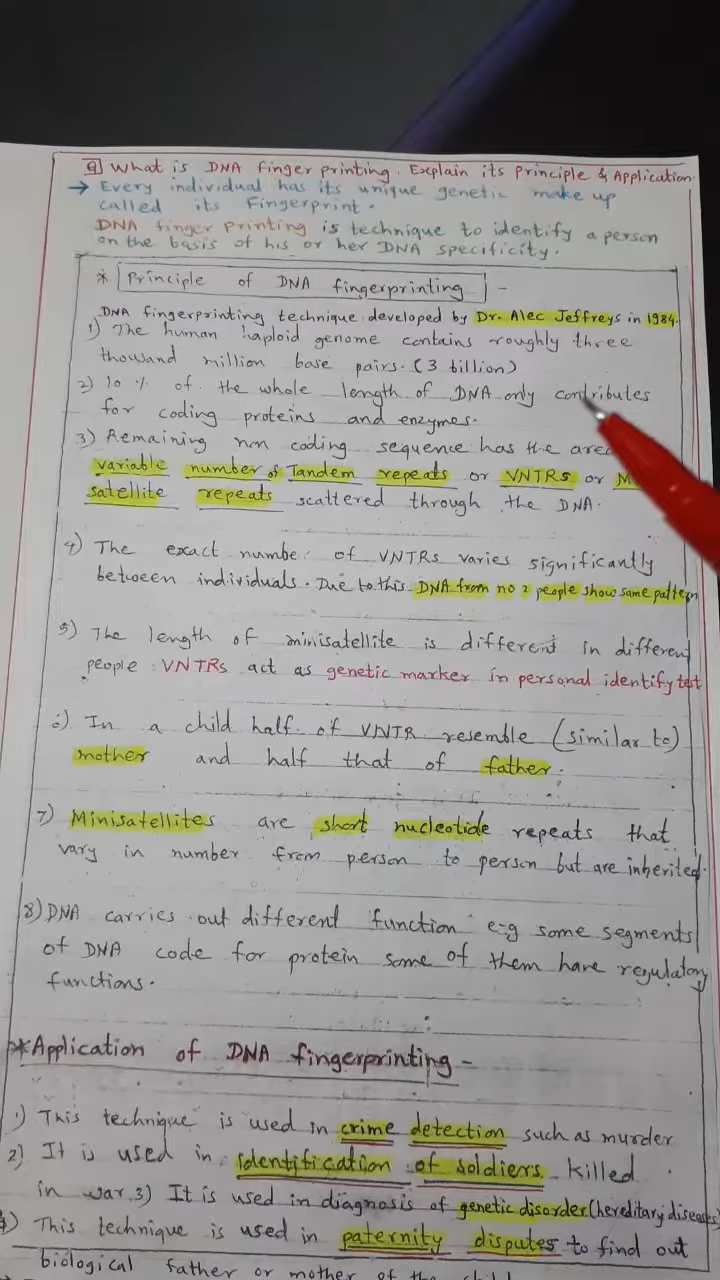 Q What is DNA finger printing. Explain its Principle & Application
→ Every individual has its unique genetic make up
called its Fingerprint.
DNA finger printing is technique to identify a person
on the basis of his or her DNA specificity.
* Principle of DNA fingerprinting -
DNA fingerprinting technique developed by Dr. Alec Jeffreys in 1984.
1) The human haploid genome contains roughly three
thousand million base pairs. (3 billion)
2) 10 % of the whole length of DNA only contributes
for coding proteins and enzymes.
3) Remaining non coding sequence has the
variable number of Tandem repeats or VNTRs or
satellite repeats scattered through the DNA.
4) The exact number of VNTRs varies significantly
between individuals. Due to this DNA from no 2 people show same pattern
5) The length of minisatellite is different in different
people. VNTRs act as genetic marker in personal identify test
6) In a child half of VNTR resemble (similar to)
mother and half that of father.
7) Minisatellites are short nucleotide repeats that
vary in number from person to person but are inherited.
8) DNA carries out different function e-g some segments
of DNA code for protein some of them have regulatory
functions.
* Application of DNA fingerprinting -
1) This technique is used in crime detection such as murder
2) It is used in identification of soldiers killed
in war 3) It is used in diagnosis of genetic disorder (hereditary diseases)
4) This technique is used in paternity disputes to find out
biological father or mother of the child